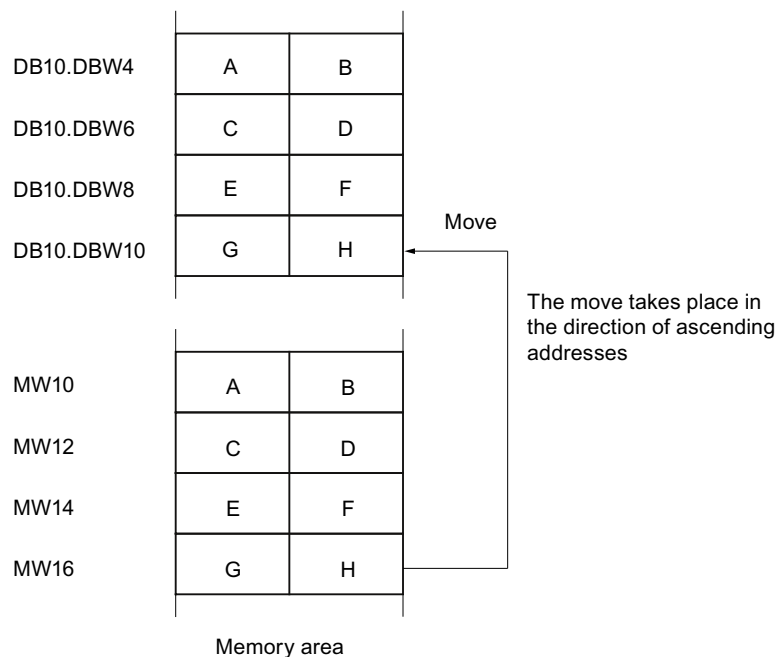 DB10.DBW4 A B
DB10.DBW6 C D
DB10.DBW8 E F
DB10.DBW10 G H
Move
The move takes place in
the direction of ascending
addresses
MW10 A B
MW12 C D
MW14 E F
MW16 G H
Memory area